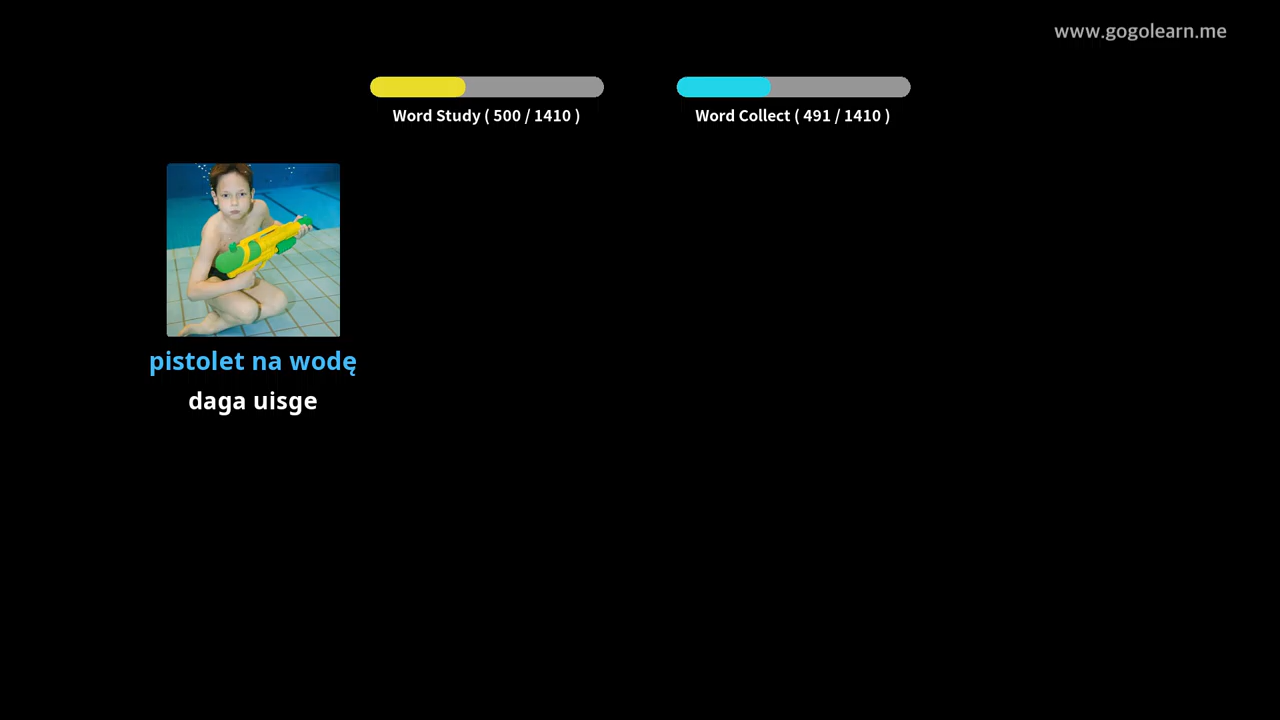 www.gogolearn.me
Word Study ( 500 / 1410 )
Word Collect ( 491 / 1410 )
pistolet na wodę
daga uisge